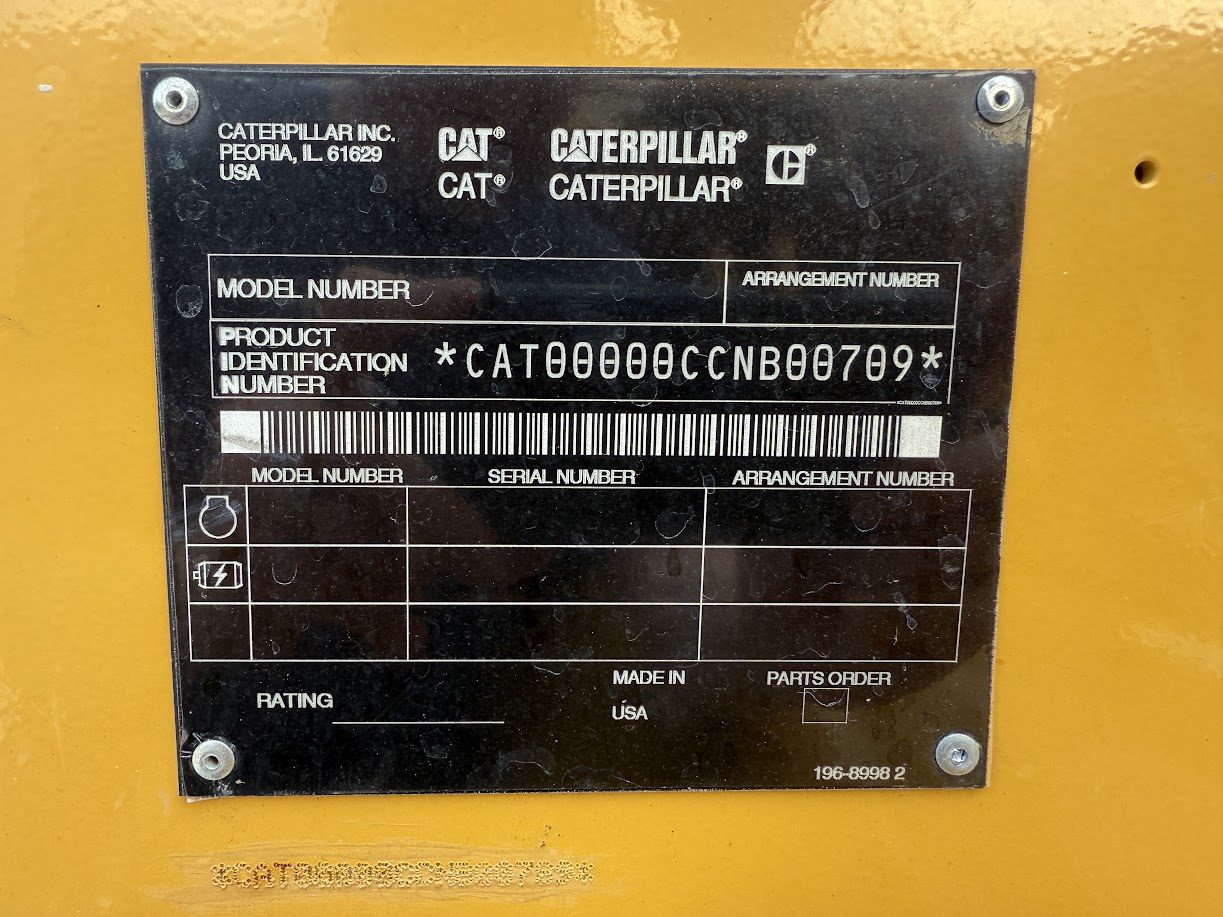 CATERPILLAR INC.
PEORIA, IL. 61629
USA
CAT® CATERPILLAR® C®
CAT® CATERPILLAR®
MODEL NUMBER
ARRANGEMENT NUMBER
PRODUCT
IDENTIFICATION
NUMBER
*CAT00000CCNB00709*
MODEL NUMBER SERIAL NUMBER ARRANGEMENT NUMBER
RATING
MADE IN
USA
PARTS ORDER
196-8998 2